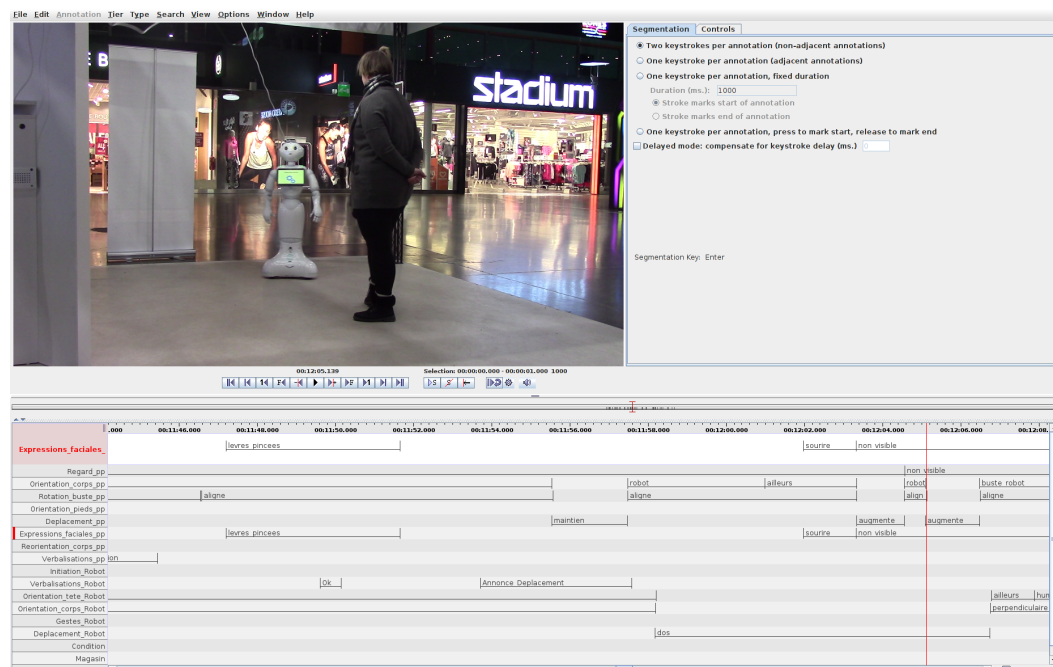 File Edit Annotation Tier Type Search View Options Window Help
Segmentation Controls
Two keystrokes per annotation (non-adjacent annotations)
One keystroke per annotation (adjacent annotations)
One keystroke per annotation, fixed duration
Duration (ms.): 1000
Stroke marks start of annotation
Stroke marks end of annotation
One keystroke per annotation, press to mark start, release to mark end
Delayed mode: compensate for keystroke delay (ms.) 0
Segmentation Key: Enter
B
stadium
00:12:05.139 Selection: 00:00:00.000 - 00:00:01.000 1000
.000 00:11:46.000 00:11:48.000 00:11:50.000 00:11:52.000 00:11:54.000 00:11:56.000 00:11:58.000 00:12:00.000 00:12:02.000 00:12:04.000 00:12:06.000 00:12:08.
Expressions_faciales_ levres pincees sourire non visible
Regard_pp non visible
Orientation_corps_pp robot ailleurs robot buste robot
Rotation_buste_pp aligne aligne align aligne
Orientation_pieds_pp
Deplacement_pp maintien augmente augmente
Expressions_faciales_pp levres pincees sourire non visible
Reorientation_corps_pp
Verbalisations_pp ion
Initiation_Robot
Verbalisations_Robot Ok Annonce Deplacement
Orientation_tete_Robot ailleurs hum
Orientation_corps_Robot perpendiculaire
Gestes_Robot
Deplacement_Robot dos
Condition
Magasin